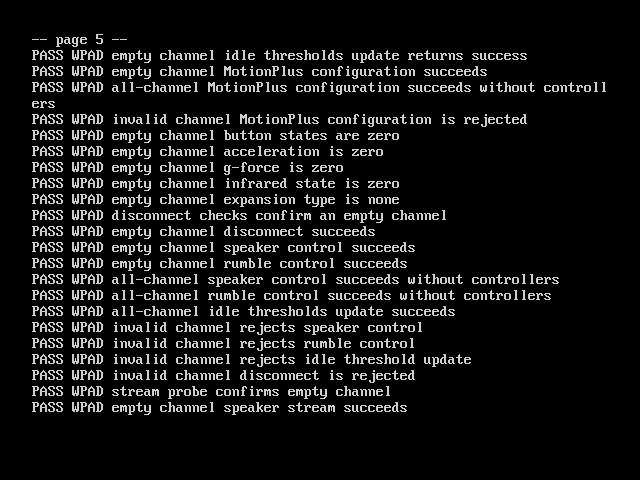 -- page 5 --
PASS WPAD empty channel idle thresholds update returns success
PASS WPAD empty channel MotionPlus configuration succeeds
PASS WPAD all-channel MotionPlus configuration succeeds without controll
ers
PASS WPAD invalid channel MotionPlus configuration is rejected
PASS WPAD empty channel button states are zero
PASS WPAD empty channel acceleration is zero
PASS WPAD empty channel g-force is zero
PASS WPAD empty channel infrared state is zero
PASS WPAD empty channel expansion type is none
PASS WPAD disconnect checks confirm an empty channel
PASS WPAD empty channel disconnect succeeds
PASS WPAD empty channel speaker control succeeds
PASS WPAD empty channel rumble control succeeds
PASS WPAD all-channel speaker control succeeds without controllers
PASS WPAD all-channel rumble control succeeds without controllers
PASS WPAD all-channel idle thresholds update succeeds
PASS WPAD invalid channel rejects speaker control
PASS WPAD invalid channel rejects rumble control
PASS WPAD invalid channel rejects idle threshold update
PASS WPAD invalid channel disconnect is rejected
PASS WPAD stream probe confirms empty channel
PASS WPAD empty channel speaker stream succeeds